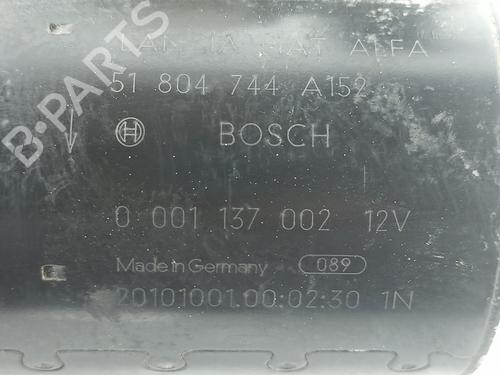 LANCIA FIAT ALFA
51 804 744 A152
BOSCH
0 001 137 002 12V
Made in Germany 089
20101001.00:02:30 1N
B-PARTS